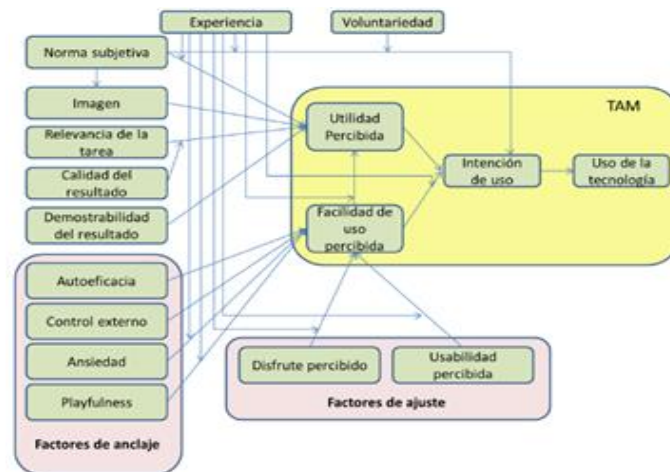 Experiencia
Voluntariedad
Norma subjetiva
Imagen
Relevancia de la
tarea
Calidad del
resultado
Demostrabilidad
del resultado
TAM
Utilidad
Percibida
Intención
de uso
Uso de la
tecnología
Facilidad de
uso
percibida
Autoeficacia
Control externo
Ansiedad
Playfulness
Factores de anclaje
Disfrute percibido
Usabilidad
percibida
Factores de ajuste